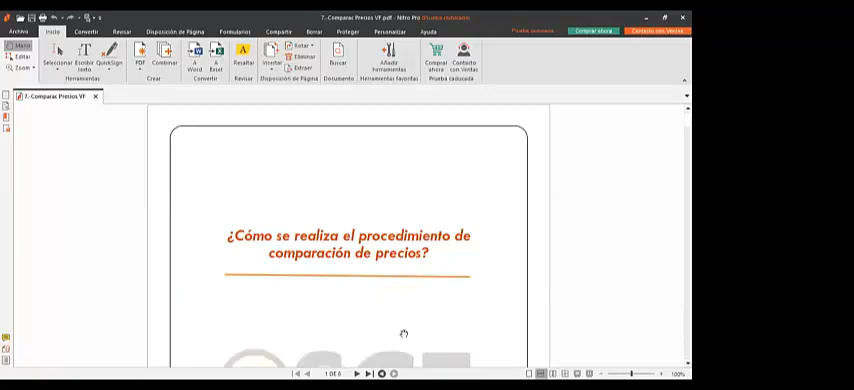 7.-Comparac Precios VF.pdf - Nitro Pro (Prueba caducada)
Archivo Inicio Convertir Revisar Disposición de Página Formularios Compartir Borrar Proteger Personalizar Ayuda Prueba caducada Comprar ahora Contacto con Ventas
Mano
Editar
Zoom
Seleccionar Escribir texto QuickSign
Herramientas
PDF Combinar
Crear
A Word A Excel
Convertir
Resaltar
Revisar
Insertar
Rotar
Eliminar
Extraer
Disposición de Página
Buscar
Documento
Añadir herramientas
Herramientas favoritas
Comprar ahora Contacto con Ventas
Prueba caducada
7.-Comparac Precios VF
¿Cómo se realiza el procedimiento de
comparación de precios?
1 DE 8
100%